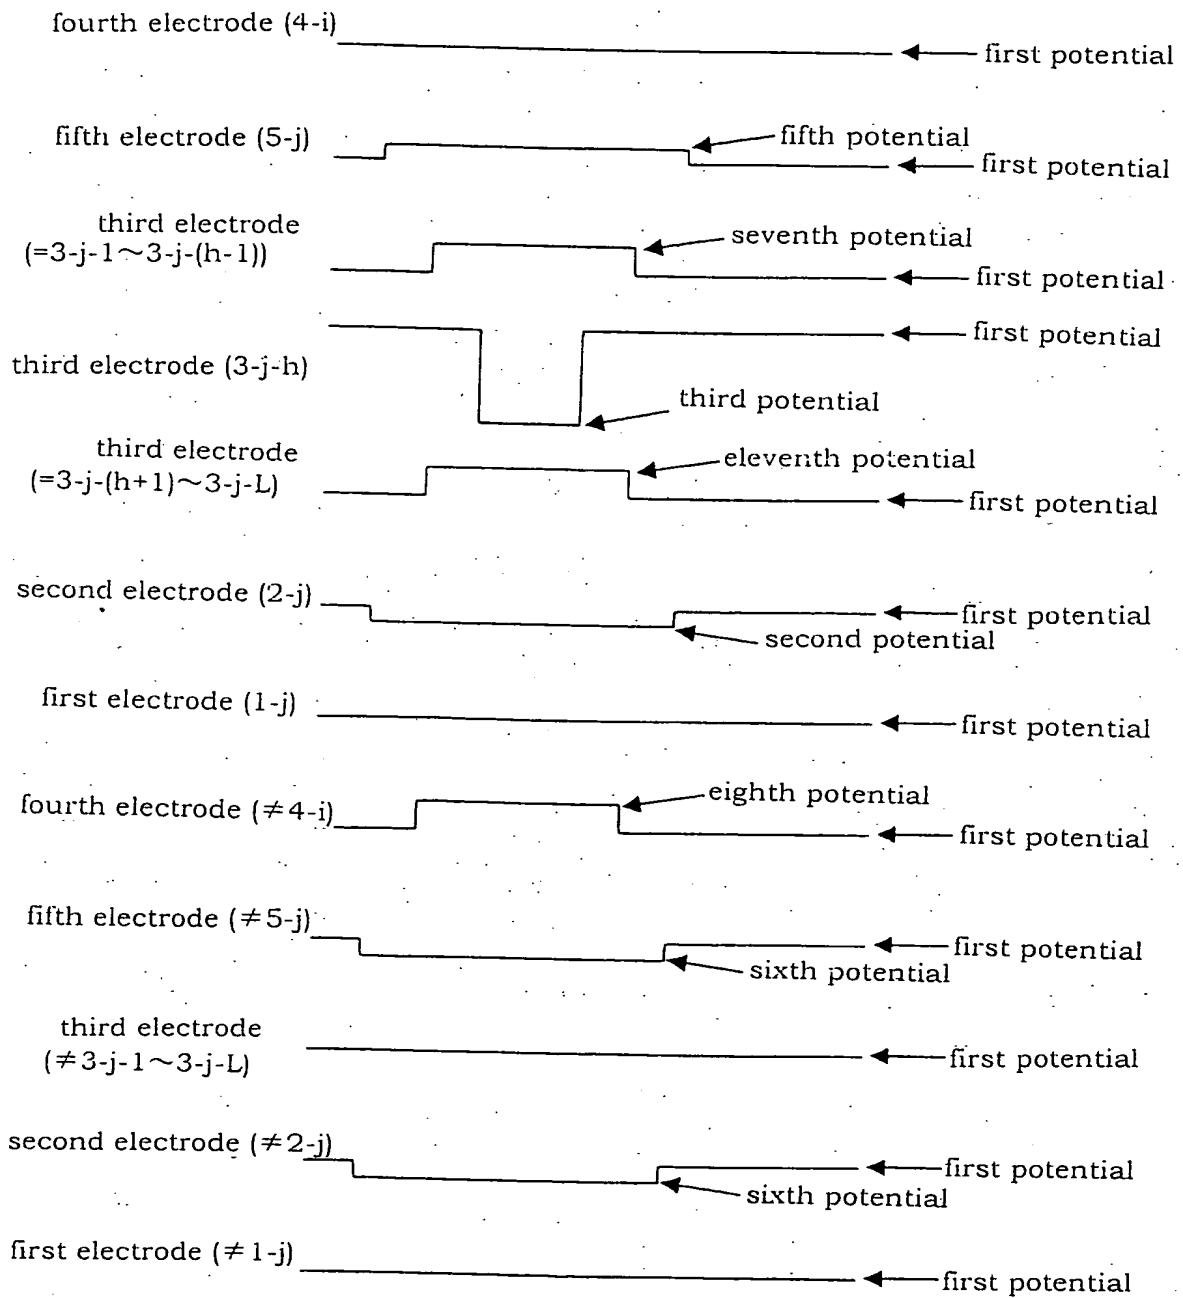 fourth electrode (4-i)
first potential
fifth electrode (5-j)
fifth potential
first potential
third electrode
(=3-j-1～3-j-(h-1))
seventh potential
first potential
first potential
third electrode (3-j-h)
third potential
third electrode
(=3-j-(h+1)～3-j-L)
eleventh potential
first potential
second electrode (2-j)
first potential
second potential
first electrode (1-j)
first potential
fourth electrode (≠4-i)
eighth potential
first potential
fifth electrode (≠5-j)
first potential
sixth potential
third electrode
(≠3-j-1～3-j-L)
first potential
second electrode (≠2-j)
first potential
sixth potential
first electrode (≠1-j)
first potential